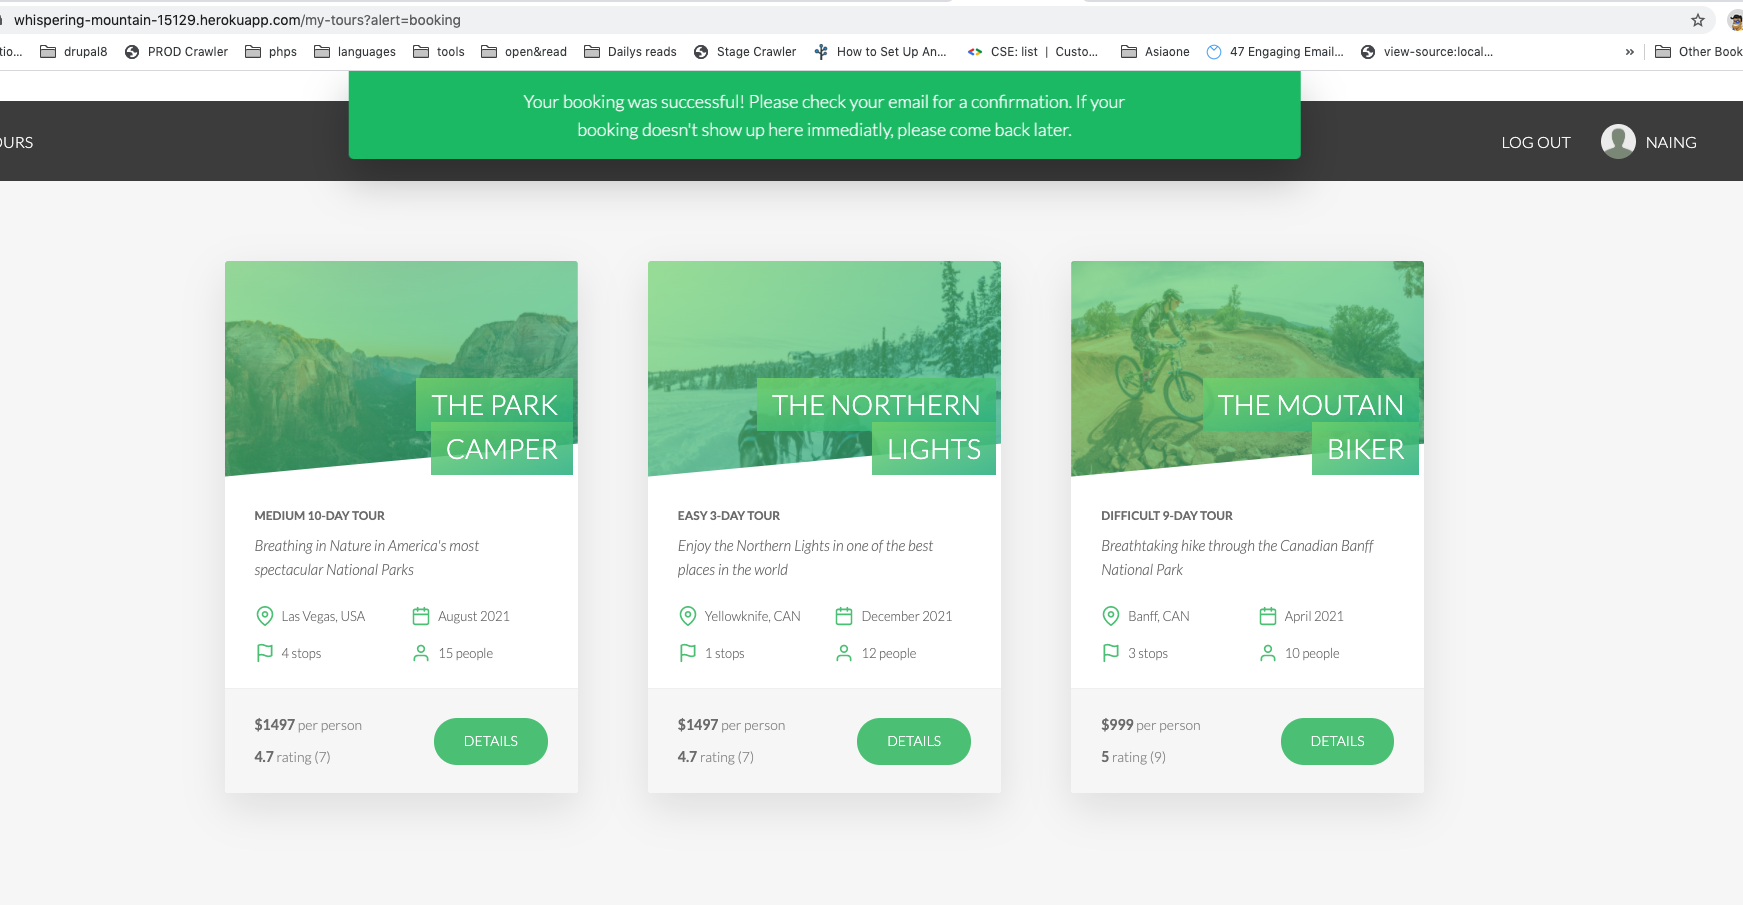 whispering-mountain-15129.herokuapp.com/my-tours?alert=booking
tio... drupal8 PROD Crawler phps languages tools open&read Dailys reads Stage Crawler How to Set Up An... CSE: list | Custo... Asiaone 47 Engaging Email... view-source:local... » Other Book
Your booking was successful! Please check your email for a confirmation. If your
booking doesn't show up here immediatly, please come back later.
OURS LOG OUT NAING
THE PARK
CAMPER
MEDIUM 10-DAY TOUR
Breathing in Nature in America's most
spectacular National Parks
Las Vegas, USA August 2021
4 stops 15 people
$1497 per person
4.7 rating (7)
DETAILS
THE NORTHERN
LIGHTS
EASY 3-DAY TOUR
Enjoy the Northern Lights in one of the best
places in the world
Yellowknife, CAN December 2021
1 stops 12 people
$1497 per person
4.7 rating (7)
DETAILS
THE MOUTAIN
BIKER
DIFFICULT 9-DAY TOUR
Breathtaking hike through the Canadian Banff
National Park
Banff, CAN April 2021
3 stops 10 people
$999 per person
5 rating (9)
DETAILS